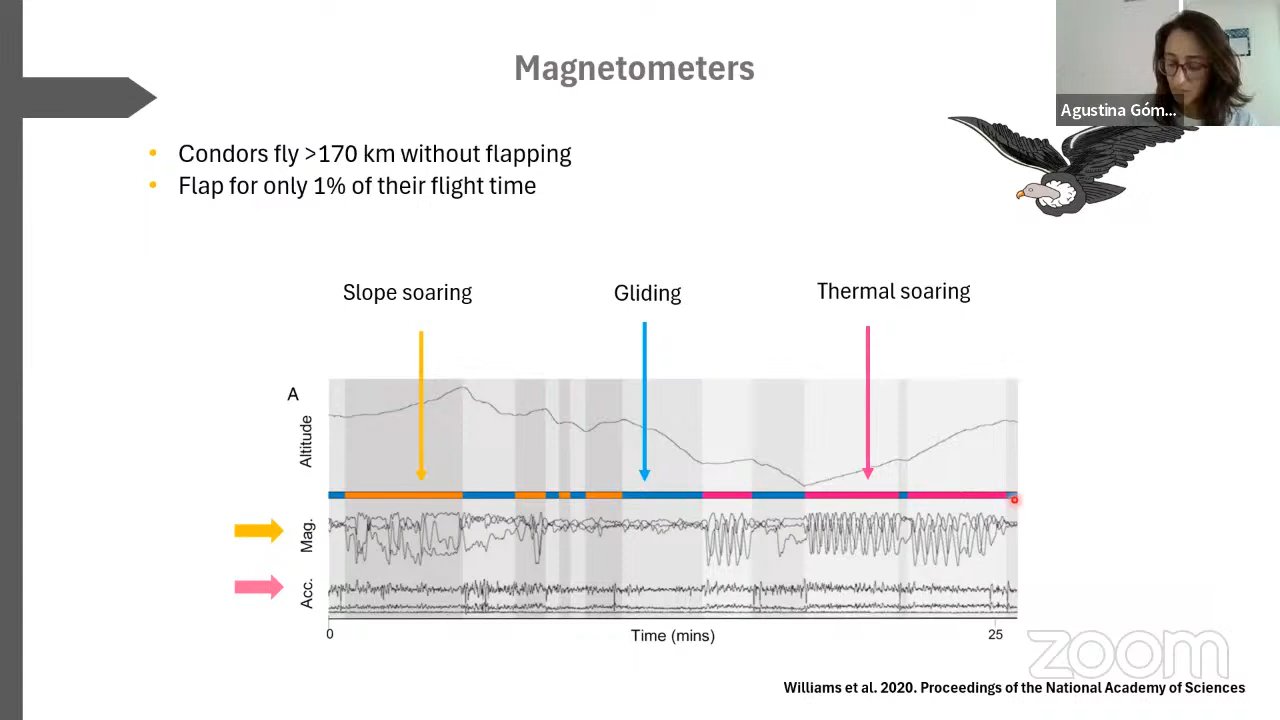 Magnetometers
Agustina Góm...
• Condors fly >170 km without flapping
• Flap for only 1% of their flight time
Slope soaring
Gliding
Thermal soaring
A
Altitude
Mag.
Acc.
0
Time (mins)
25
zoom
Williams et al. 2020. Proceedings of the National Academy of Sciences